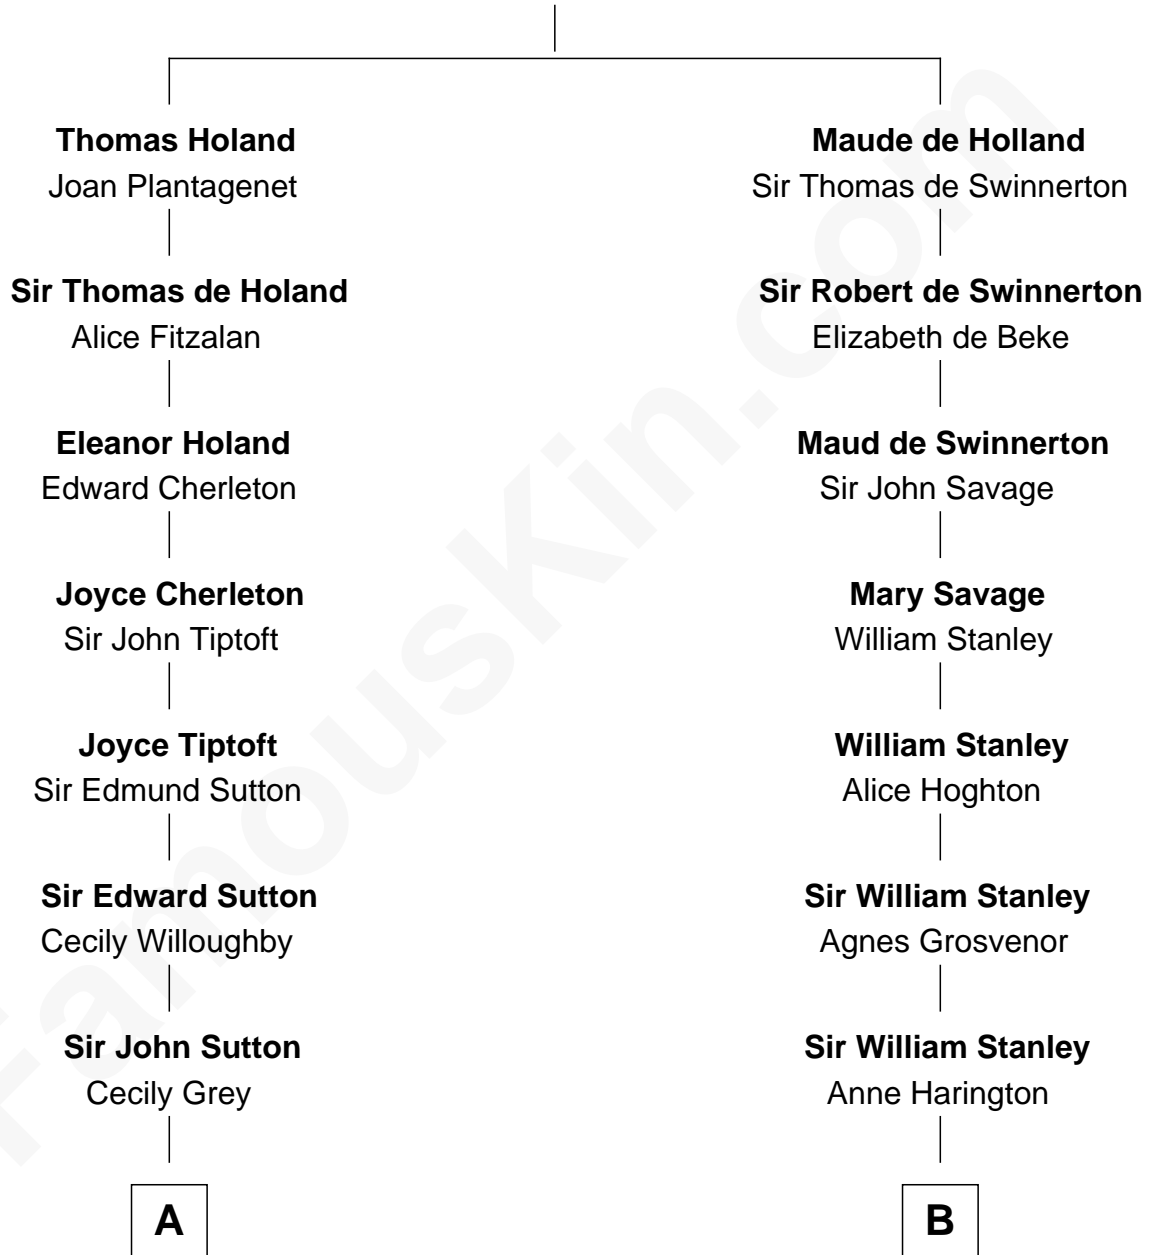 Thomas Holand
Joan Plantagenet
Sir Thomas de Holand
Alice Fitzalan
Eleanor Holand
Edward Cherleton
Joyce Cherleton
Sir John Tiptoft
Joyce Tiptoft
Sir Edmund Sutton
Sir Edward Sutton
Cecily Willoughby
Sir John Sutton
Cecily Grey
A
Maude de Holland
Sir Thomas de Swinnerton
Sir Robert de Swinnerton
Elizabeth de Beke
Maud de Swinnerton
Sir John Savage
Mary Savage
William Stanley
William Stanley
Alice Hoghton
Sir William Stanley
Agnes Grosvenor
Sir William Stanley
Anne Harington
B
FamousKin.com